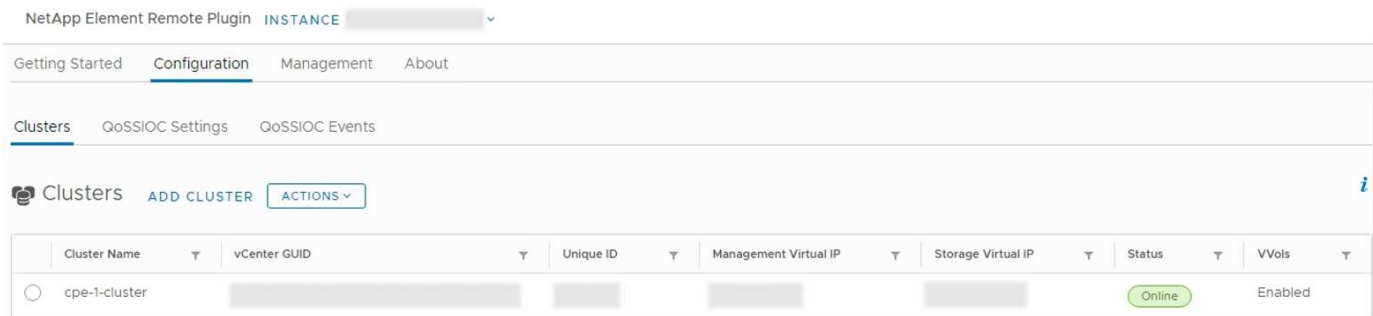 NetApp Element Remote Plugin INSTANCE
Getting Started Configuration Management About
Clusters QoSSIOC Settings QoSSIOC Events
Clusters ADD CLUSTER ACTIONS
i
Cluster Name vCenter GUID Unique ID Management Virtual IP Storage Virtual IP Status VVols
cpe-1-cluster Online Enabled